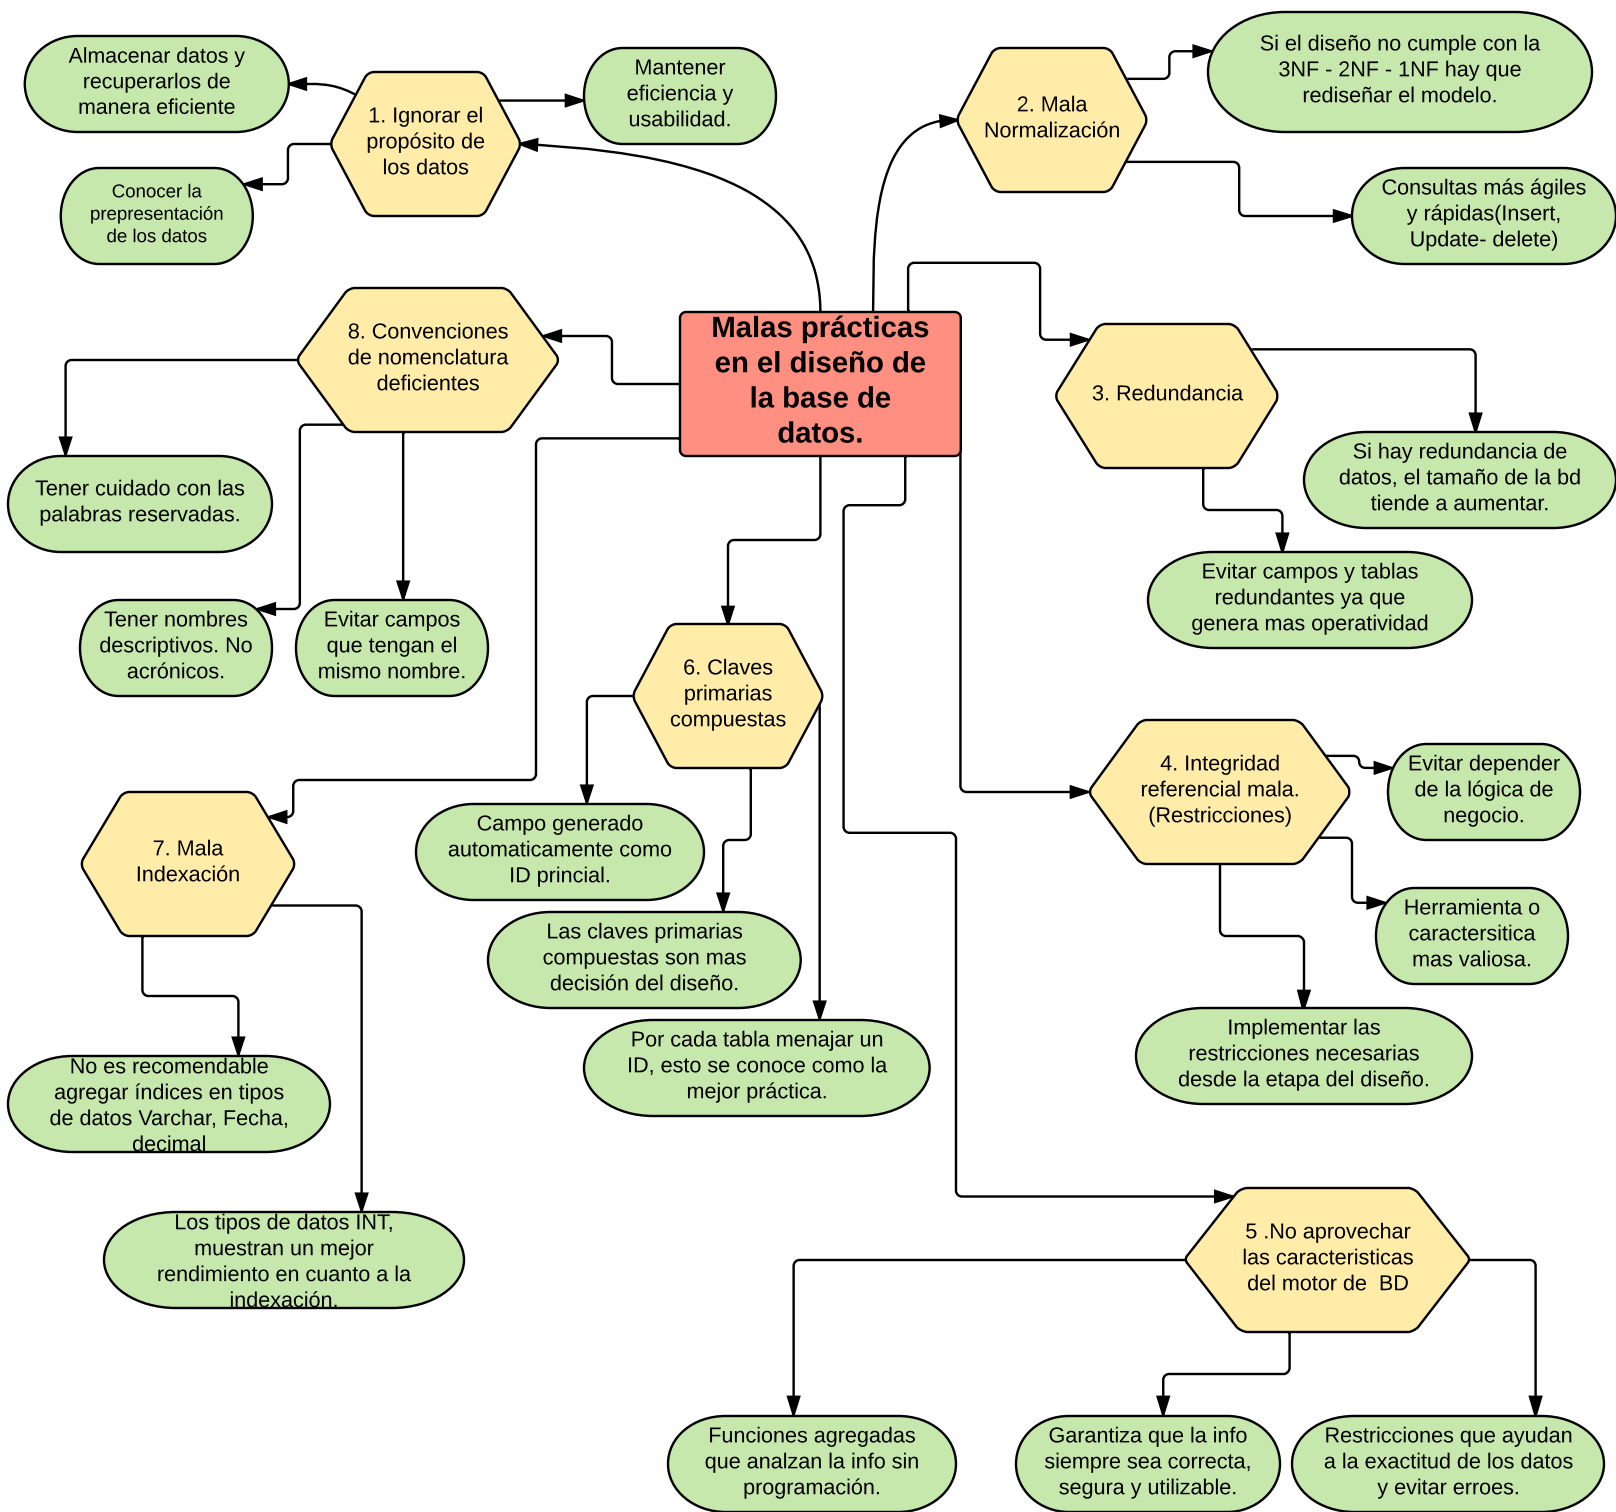 Malas prácticas
en el diseño de
la base de
datos.
1. Ignorar el
propósito de
los datos
Almacenar datos y
recuperarlos de
manera eficiente
Mantener
eficiencia y
usabilidad.
Conocer la
prepresentación
de los datos
2. Mala
Normalización
Si el diseño no cumple con la
3NF - 2NF - 1NF hay que
rediseñar el modelo.
Consultas más ágiles
y rápidas(Insert,
Update- delete)
3. Redundancia
Si hay redundancia de
datos, el tamaño de la bd
tiende a aumentar.
Evitar campos y tablas
redundantes ya que
genera mas operatividad
4. Integridad
referencial mala.
(Restricciones)
Evitar depender
de la lógica de
negocio.
Herramienta o
caractersitica
mas valiosa.
Implementar las
restricciones necesarias
desde la etapa del diseño.
5 .No aprovechar
las caracteristicas
del motor de  BD
Funciones agregadas
que analzan la info sin
programación.
Garantiza que la info
siempre sea correcta,
segura y utilizable.
Restricciones que ayudan
a la exactitud de los datos
y evitar erroes.
6. Claves
primarias
compuestas
Campo generado
automaticamente como
ID princial.
Las claves primarias
compuestas son mas
decisión del diseño.
Por cada tabla menajar un
ID, esto se conoce como la
mejor práctica.
7. Mala
Indexación
No es recomendable
agregar índices en tipos
de datos Varchar, Fecha,
decimal
Los tipos de datos INT,
muestran un mejor
rendimiento en cuanto a la
indexación.
8. Convenciones
de nomenclatura
deficientes
Tener cuidado con las
palabras reservadas.
Tener nombres
descriptivos. No
acrónicos.
Evitar campos
que tengan el
mismo nombre.